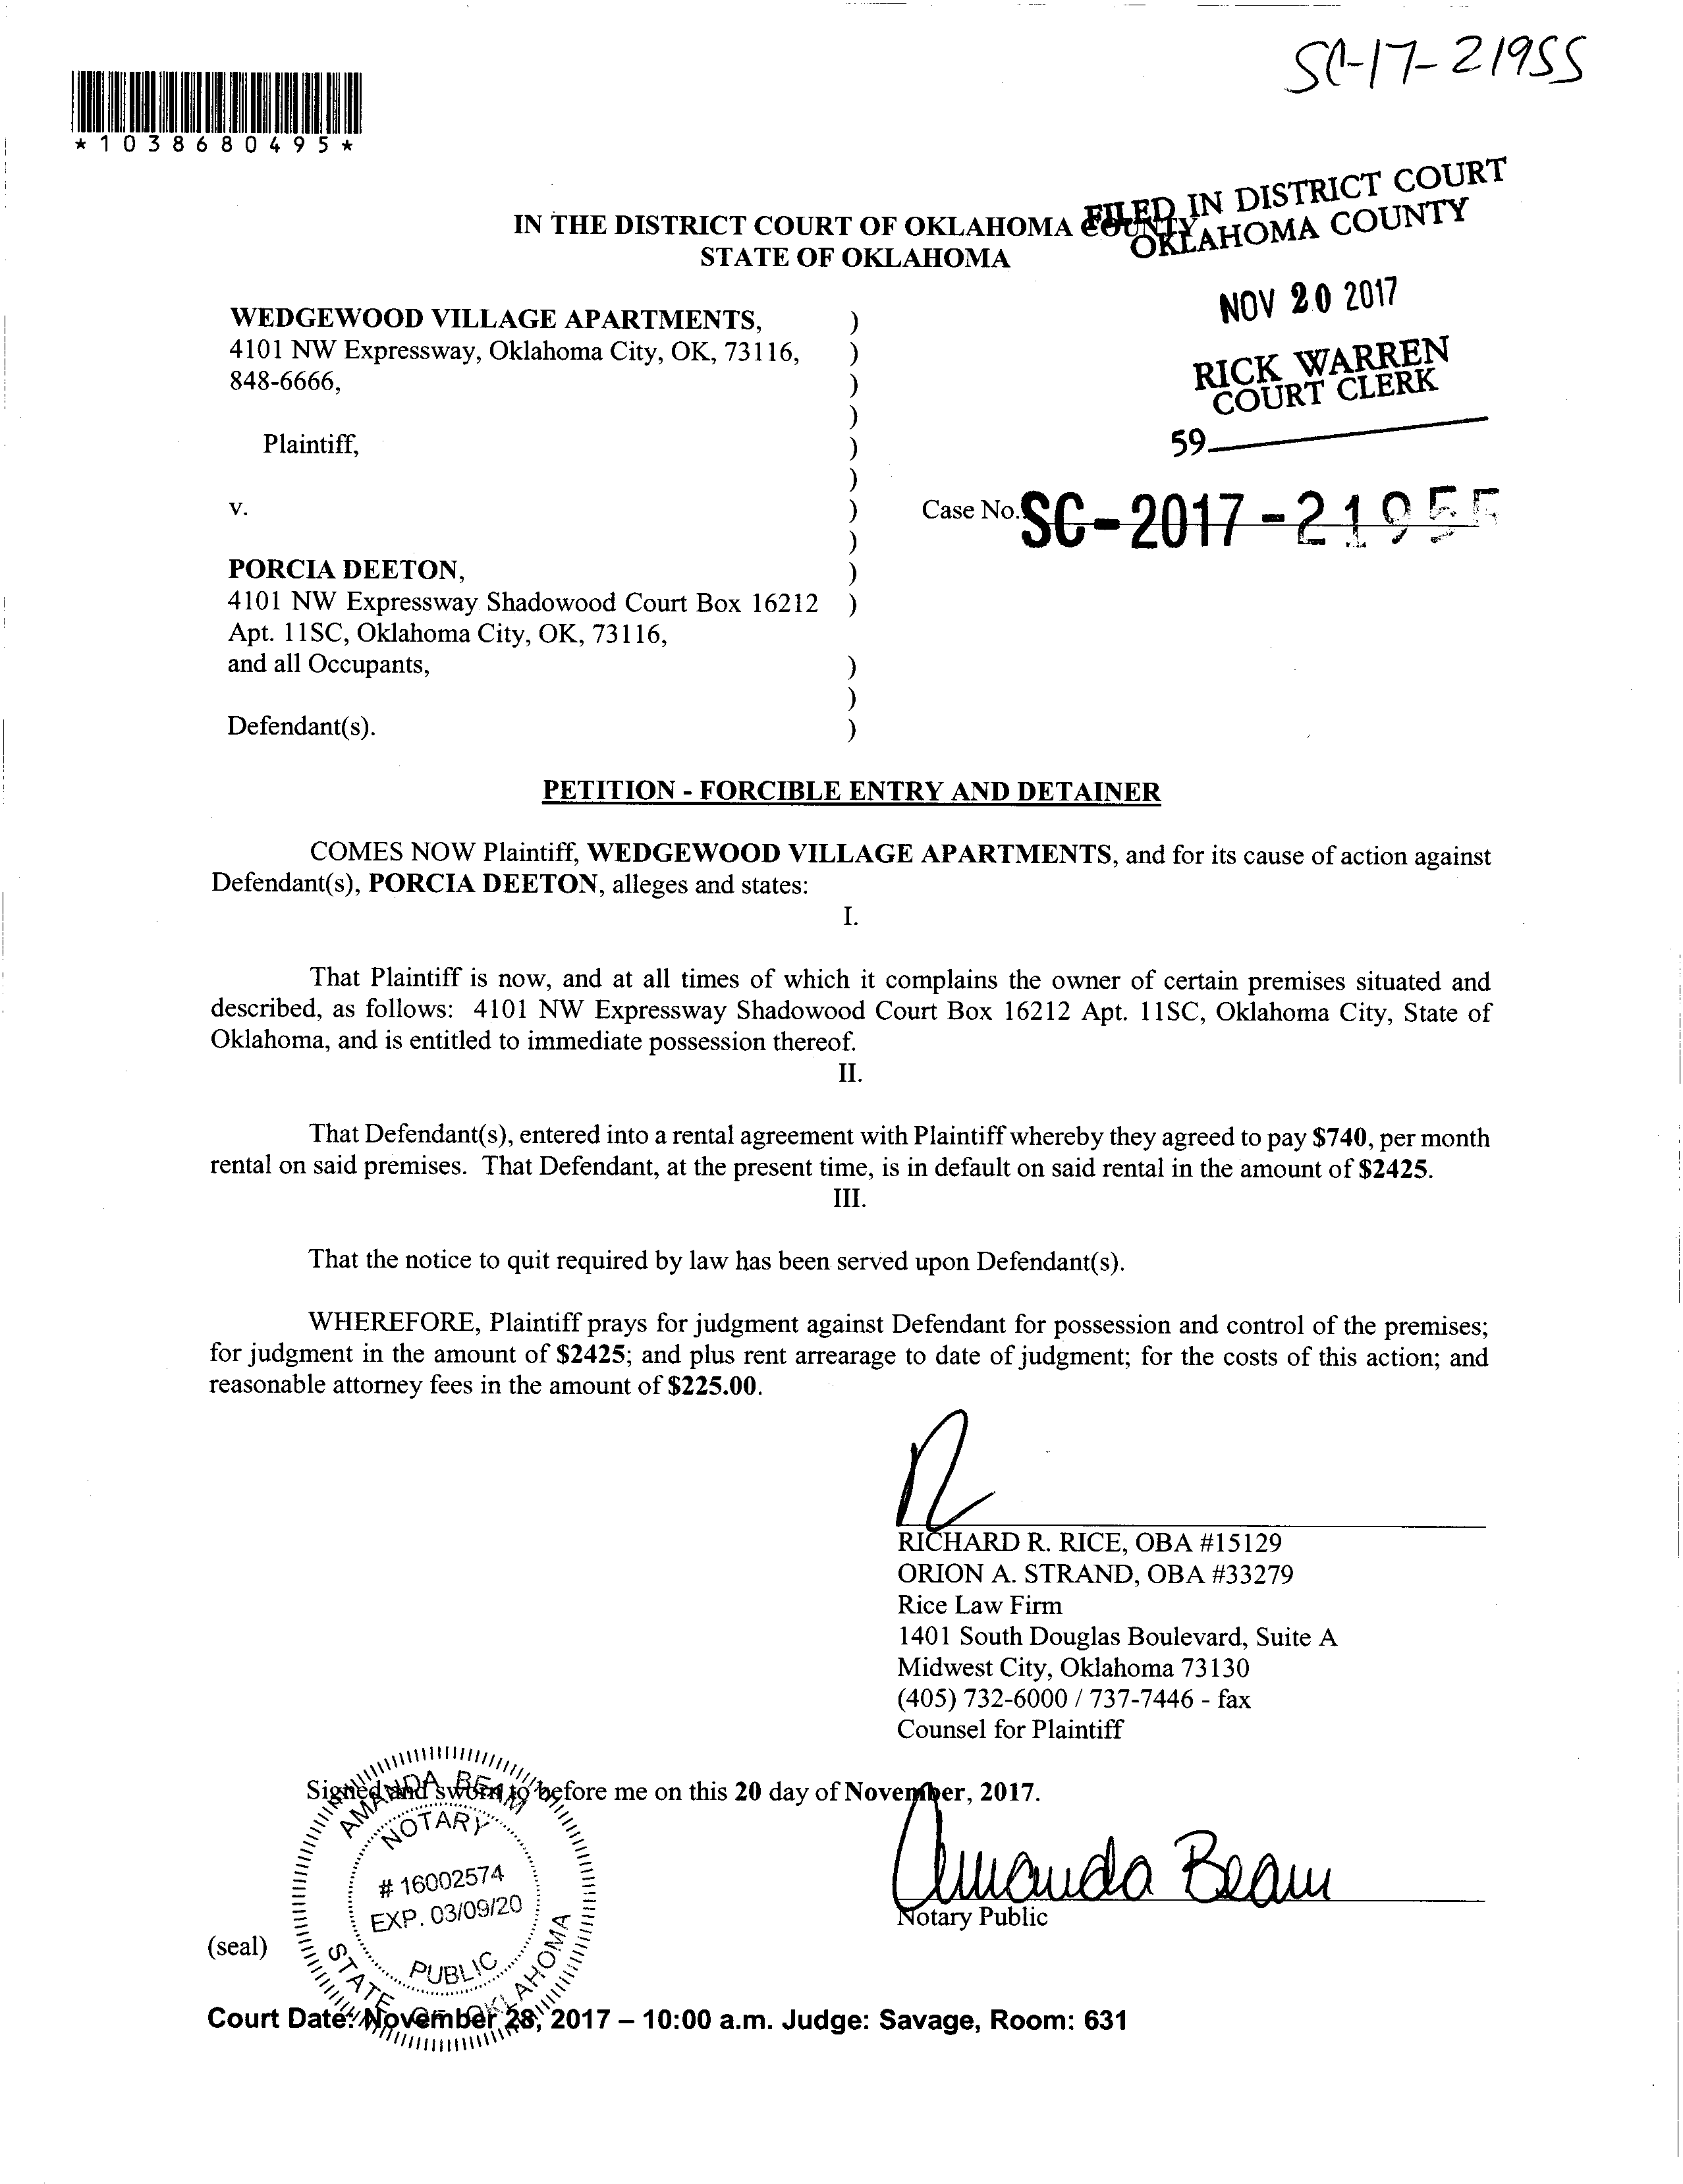 SC-17-21955
*1038680495*
IN THE DISTRICT COURT OF OKLAHOMA COUNTY
STATE OF OKLAHOMA
FILED IN DISTRICT COURT
OKLAHOMA COUNTY
NOV 20 2017
RICK WARREN
COURT CLERK
59
WEDGEWOOD VILLAGE APARTMENTS, )
4101 NW Expressway, Oklahoma City, OK, 73116, )
848-6666, )
)
Plaintiff, )
)
v. )
Case No. SC-2017-21955
)
PORCIA DEETON, )
4101 NW Expressway Shadowood Court Box 16212 )
Apt. 11SC, Oklahoma City, OK, 73116,
and all Occupants, )
)
Defendant(s). )
PETITION - FORCIBLE ENTRY AND DETAINER
COMES NOW Plaintiff, WEDGEWOOD VILLAGE APARTMENTS, and for its cause of action against
Defendant(s), PORCIA DEETON, alleges and states:
I.
That Plaintiff is now, and at all times of which it complains the owner of certain premises situated and
described, as follows: 4101 NW Expressway Shadowood Court Box 16212 Apt. 11SC, Oklahoma City, State of
Oklahoma, and is entitled to immediate possession thereof.
II.
That Defendant(s), entered into a rental agreement with Plaintiff whereby they agreed to pay $740, per month
rental on said premises. That Defendant, at the present time, is in default on said rental in the amount of $2425.
III.
That the notice to quit required by law has been served upon Defendant(s).
WHEREFORE, Plaintiff prays for judgment against Defendant for possession and control of the premises;
for judgment in the amount of $2425; and plus rent arrearage to date of judgment; for the costs of this action; and
reasonable attorney fees in the amount of $225.00.
RICHARD R. RICE, OBA #15129
ORION A. STRAND, OBA #33279
Rice Law Firm
1401 South Douglas Boulevard, Suite A
Midwest City, Oklahoma 73130
(405) 732-6000 / 737-7446 - fax
Counsel for Plaintiff
Signed and sworn to before me on this 20 day of November, 2017.
Amanda Beam
Notary Public
(seal)
AMANDA BEAM
NOTARY
# 16002574
EXP. 03/09/20
PUBLIC
STATE OF OKLAHOMA
Court Date: November 28, 2017 – 10:00 a.m. Judge: Savage, Room: 631